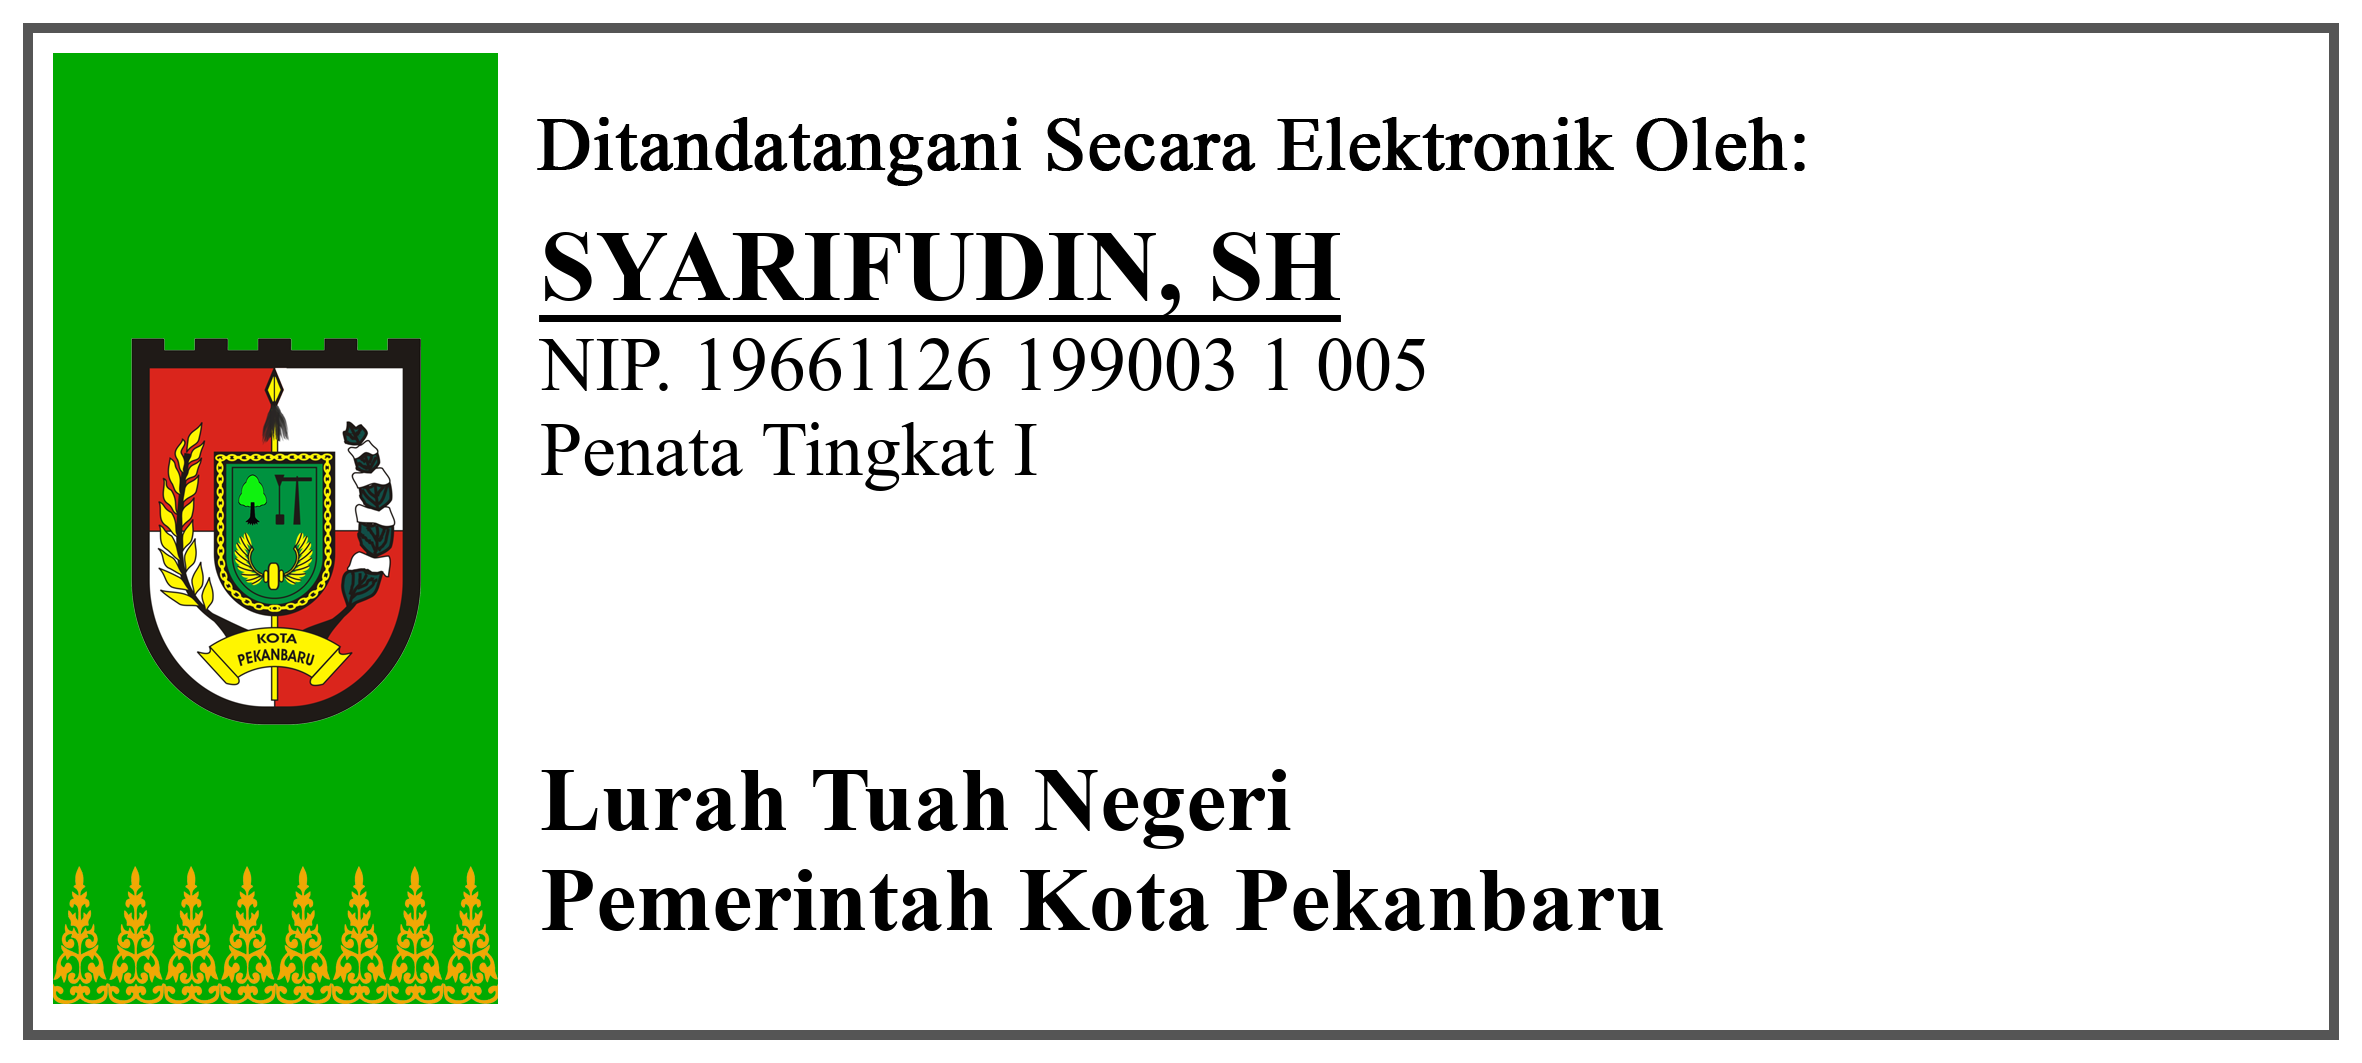 Ditandatangani Secara Elektronik Oleh:
SYARIFUDIN, SH
NIP. 19661126 199003 1 005
Penata Tingkat I
KOTA
PEKANBARU
Lurah Tuah Negeri
Pemerintah Kota Pekanbaru